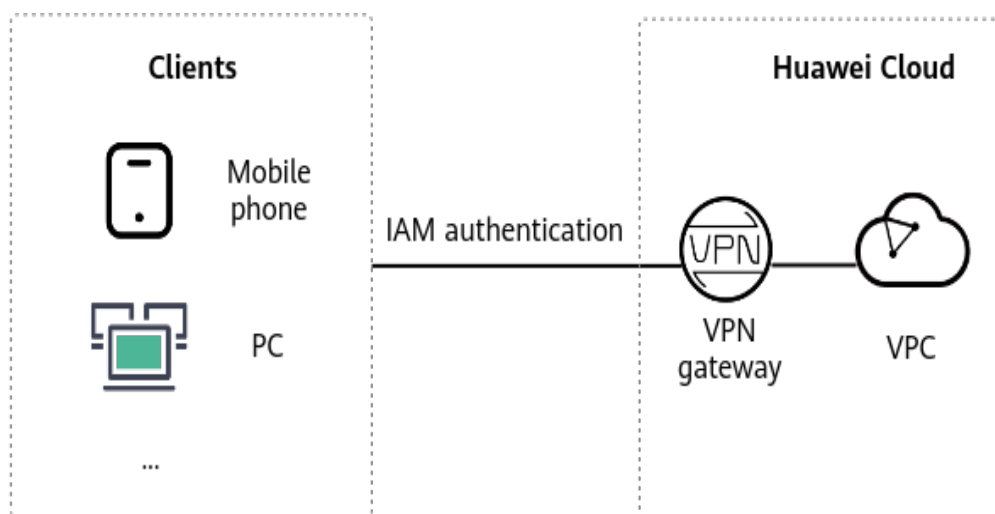 Clients
Huawei Cloud
Mobile
phone
IAM authentication
VPN
VPN
gateway
VPC
PC
...